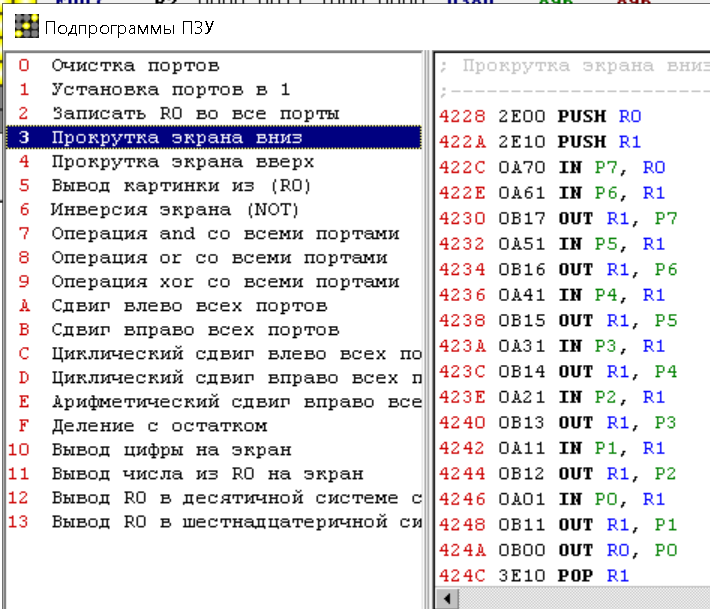 Подпрограммы ПЗУ
0 Очистка портов
1 Установка портов в 1
2 Записать R0 во все порты
3 Прокрутка экрана вниз
4 Прокрутка экрана вверх
5 Вывод картинки из (R0)
6 Инверсия экрана (NOT)
7 Операция and со всеми портами
8 Операция or со всеми портами
9 Операция xor со всеми портами
A Сдвиг влево всех портов
B Сдвиг вправо всех портов
C Циклический сдвиг влево всех по
D Циклический сдвиг вправо всех п
E Арифметический сдвиг вправо все
F Деление с остатком
10 Вывод цифры на экран
11 Вывод числа из R0 на экран
12 Вывод R0 в десятичной системе с
13 Вывод R0 в шестнадцатеричной си
; Прокрутка экрана вниз
;----------------------
4228 2E00 PUSH R0
422A 2E10 PUSH R1
422C 0A70 IN P7, R0
422E 0A61 IN P6, R1
4230 0B17 OUT R1, P7
4232 0A51 IN P5, R1
4234 0B16 OUT R1, P6
4236 0A41 IN P4, R1
4238 0B15 OUT R1, P5
423A 0A31 IN P3, R1
423C 0B14 OUT R1, P4
423E 0A21 IN P2, R1
4240 0B13 OUT R1, P3
4242 0A11 IN P1, R1
4244 0B12 OUT R1, P2
4246 0A01 IN P0, R1
4248 0B11 OUT R1, P1
424A 0B00 OUT R0, P0
424C 3E10 POP R1